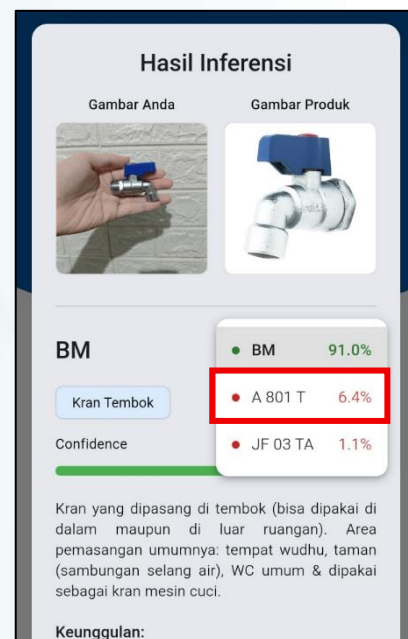 Hasil Inferensi
Gambar Anda
Gambar Produk
BM
BM 91.0%
A 801 T 6.4%
JF 03 TA 1.1%
Kran Tembok
Confidence
Kran yang dipasang di tembok (bisa dipakai di
dalam maupun di luar ruangan). Area
pemasangan umumnya: tempat wudhu, taman
(sambungan selang air), WC umum & dipakai
sebagai kran mesin cuci.
Keunggulan: